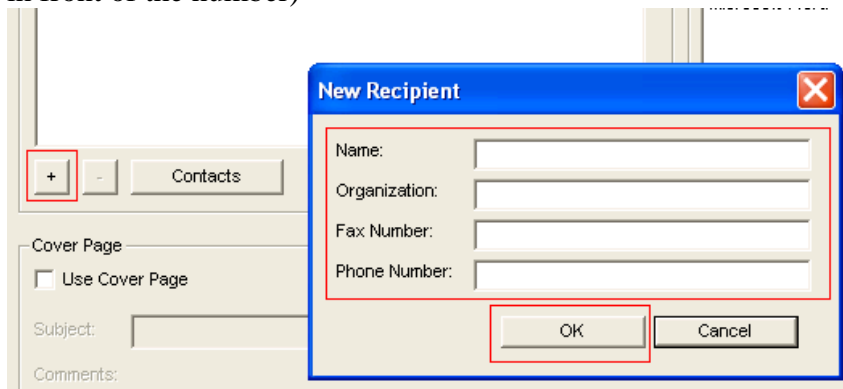 New Recipient
Name:
Organization:
Fax Number:
Phone Number:
OK Cancel
+ - Contacts
Cover Page
Use Cover Page
Subject:
Comments: